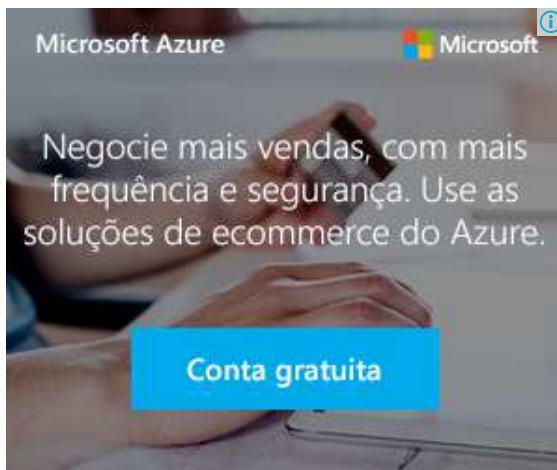 Microsoft Azure
Microsoft
Negocie mais vendas, com mais
frequência e segurança. Use as
soluções de ecommerce do Azure.
Conta gratuita